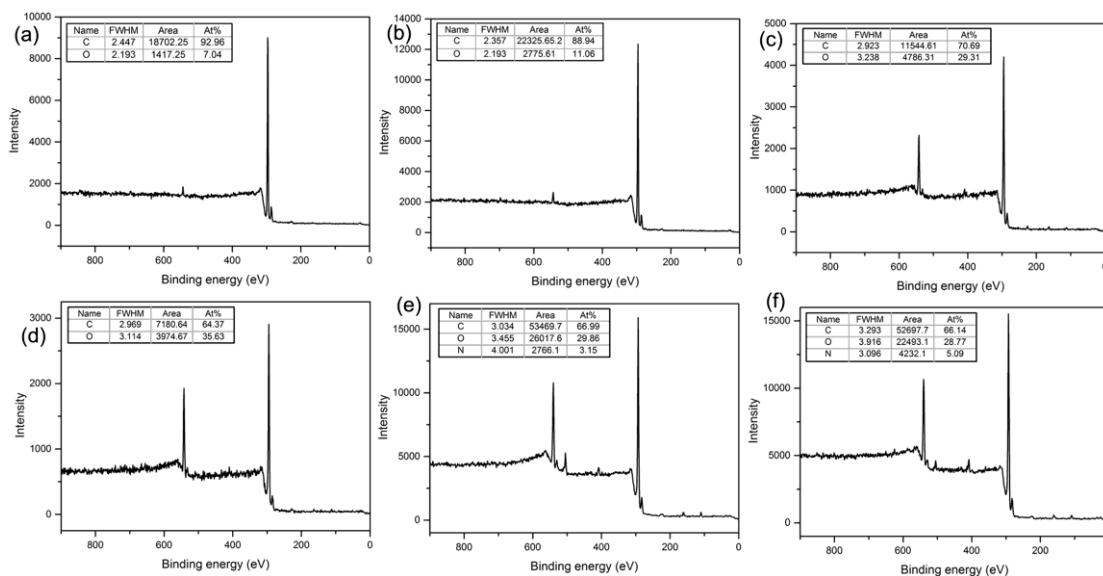 (a)
Name FWHM Area At%
C 2.447 18702.25 92.96
O 2.193 1417.25 7.04
10000
8000
6000
4000
2000
0
Intensity
800 600 400 200 0
Binding energy (eV)
(b)
Name FWHM Area At%
C 2.357 22325.65.2 88.94
O 2.193 2775.61 11.06
14000
12000
10000
8000
6000
4000
2000
0
Intensity
800 600 400 200 0
Binding energy (eV)
(c)
Name FWHM Area At%
C 2.923 11544.61 70.69
O 3.238 4786.31 29.31
5000
4000
3000
2000
1000
0
Intensity
800 600 400 200 0
Binding energy (eV)
(d)
Name FWHM Area At%
C 2.969 7180.64 64.37
O 3.114 3974.67 35.63
3000
2000
1000
0
Intensity
800 600 400 200 0
Binding energy (eV)
(e)
Name FWHM Area At%
C 3.034 53469.7 66.99
O 3.455 26017.6 29.86
N 4.001 2766.1 3.15
15000
10000
5000
0
Intensity
800 600 400 200 0
Binding energy (eV)
(f)
Name FWHM Area At%
C 3.293 52697.7 66.14
O 3.916 22493.1 28.77
N 3.096 4232.1 5.09
15000
10000
5000
0
Intensity
800 600 400 200 0
Binding energy (eV)